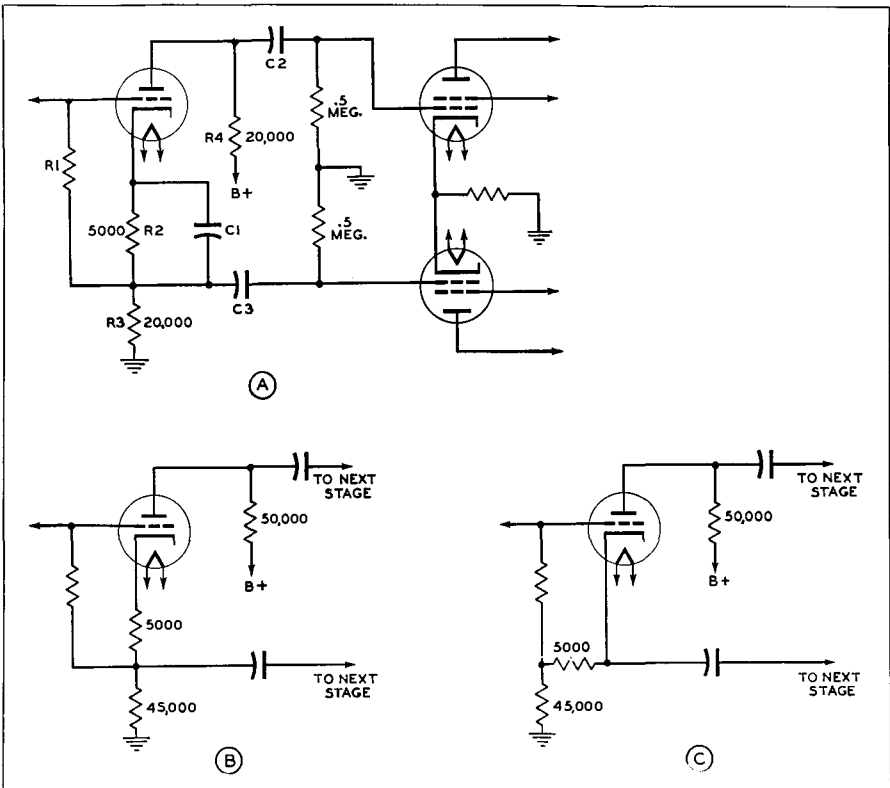 C2
.5
MEG.
R4
20,000
B+
R1
5000
R2
C1
.5
MEG.
C3
R3
20,000
A
TO NEXT
STAGE
50,000
B+
5000
TO NEXT
STAGE
45,000
B
TO NEXT
STAGE
50,000
B+
5000
TO NEXT
STAGE
45,000
C